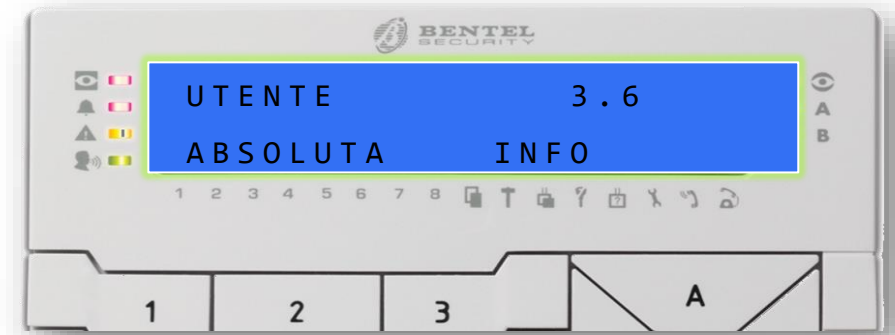 BENTEL
SECURITY
UTENTE 3.6
ABSOLUTA INFO
A
B
1 2 3 4 5 6 7 8
1 2 3 A